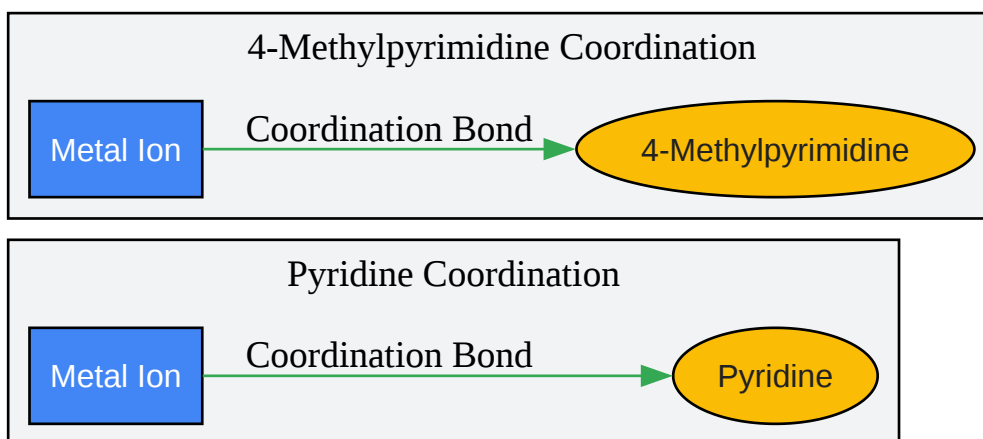 4-Methylpyrimidine Coordination
Metal Ion
Coordination Bond
4-Methylpyrimidine
Pyridine Coordination
Metal Ion
Coordination Bond
Pyridine